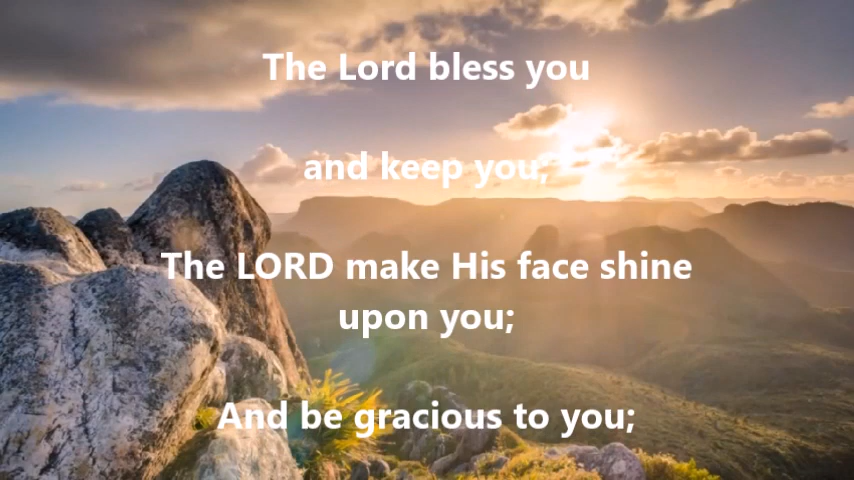 The Lord bless you
and keep you;
The LORD make His face shine
upon you;
And be gracious to you;